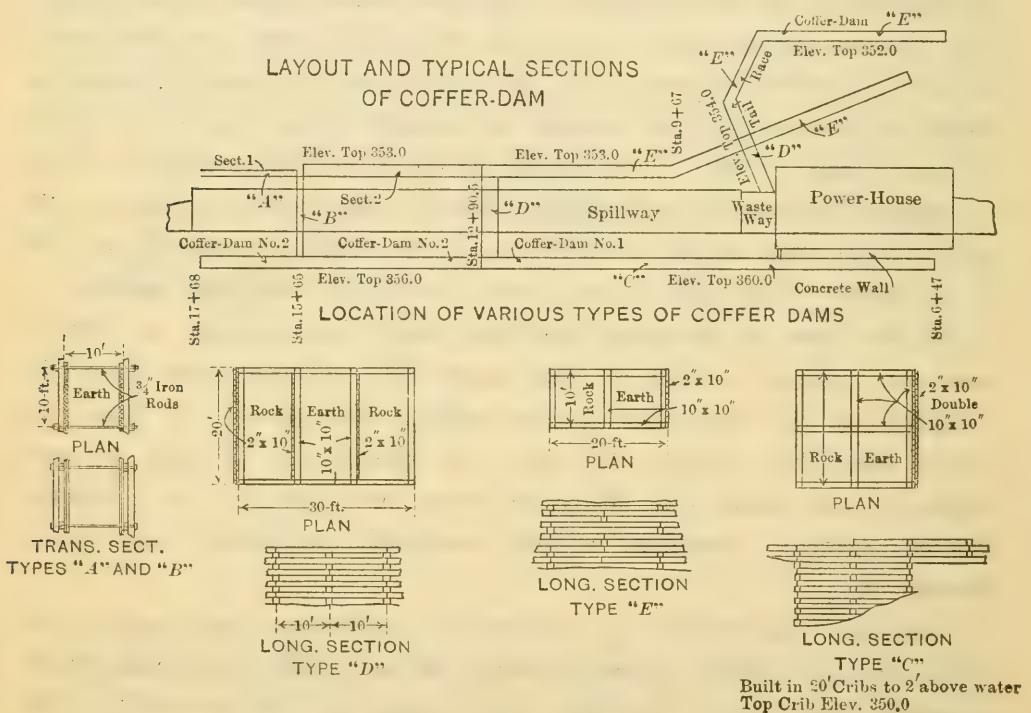 LAYOUT AND TYPICAL SECTIONS
OF COFFER-DAM
Coffer-Dam "E"
Elev. Top 352.0
"E"
Race
Tail
Elev. Top 354.0
Sta.9+67
"E"
"D"
Sect.1
Elev. Top 353.0
Elev. Top 353.0
"E"
"A"
"B"
Sect.2
Sta.12+90.5
"D"
Spillway
Waste
Way
Power-House
Coffer-Dam No.2
Coffer-Dam No.2
Coffer-Dam No.1
Elev. Top 356.0
"C"
Elev. Top 360.0
Concrete Wall
Sta.17+68
Sta.15+65
Sta.6+47
LOCATION OF VARIOUS TYPES OF COFFER DAMS
10'
10-ft.
Earth
3/4" Iron
Rods
PLAN
TRANS. SECT.
TYPES "A" AND "B"
20'
Rock
Earth
Rock
2"x 10"
10"x 10"
10"x 10"
2"x 10"
30-ft.
PLAN
10'
10'
LONG. SECTION
TYPE "D"
10'
Rock
Earth
2"x 10"
10"x 10"
20-ft.
PLAN
LONG. SECTION
TYPE "E"
2"x 10"
Double
10"x 10"
Rock
Earth
PLAN
LONG. SECTION
TYPE "C"
Built in 20'Cribs to 2'above water
Top Crib Elev. 350.0